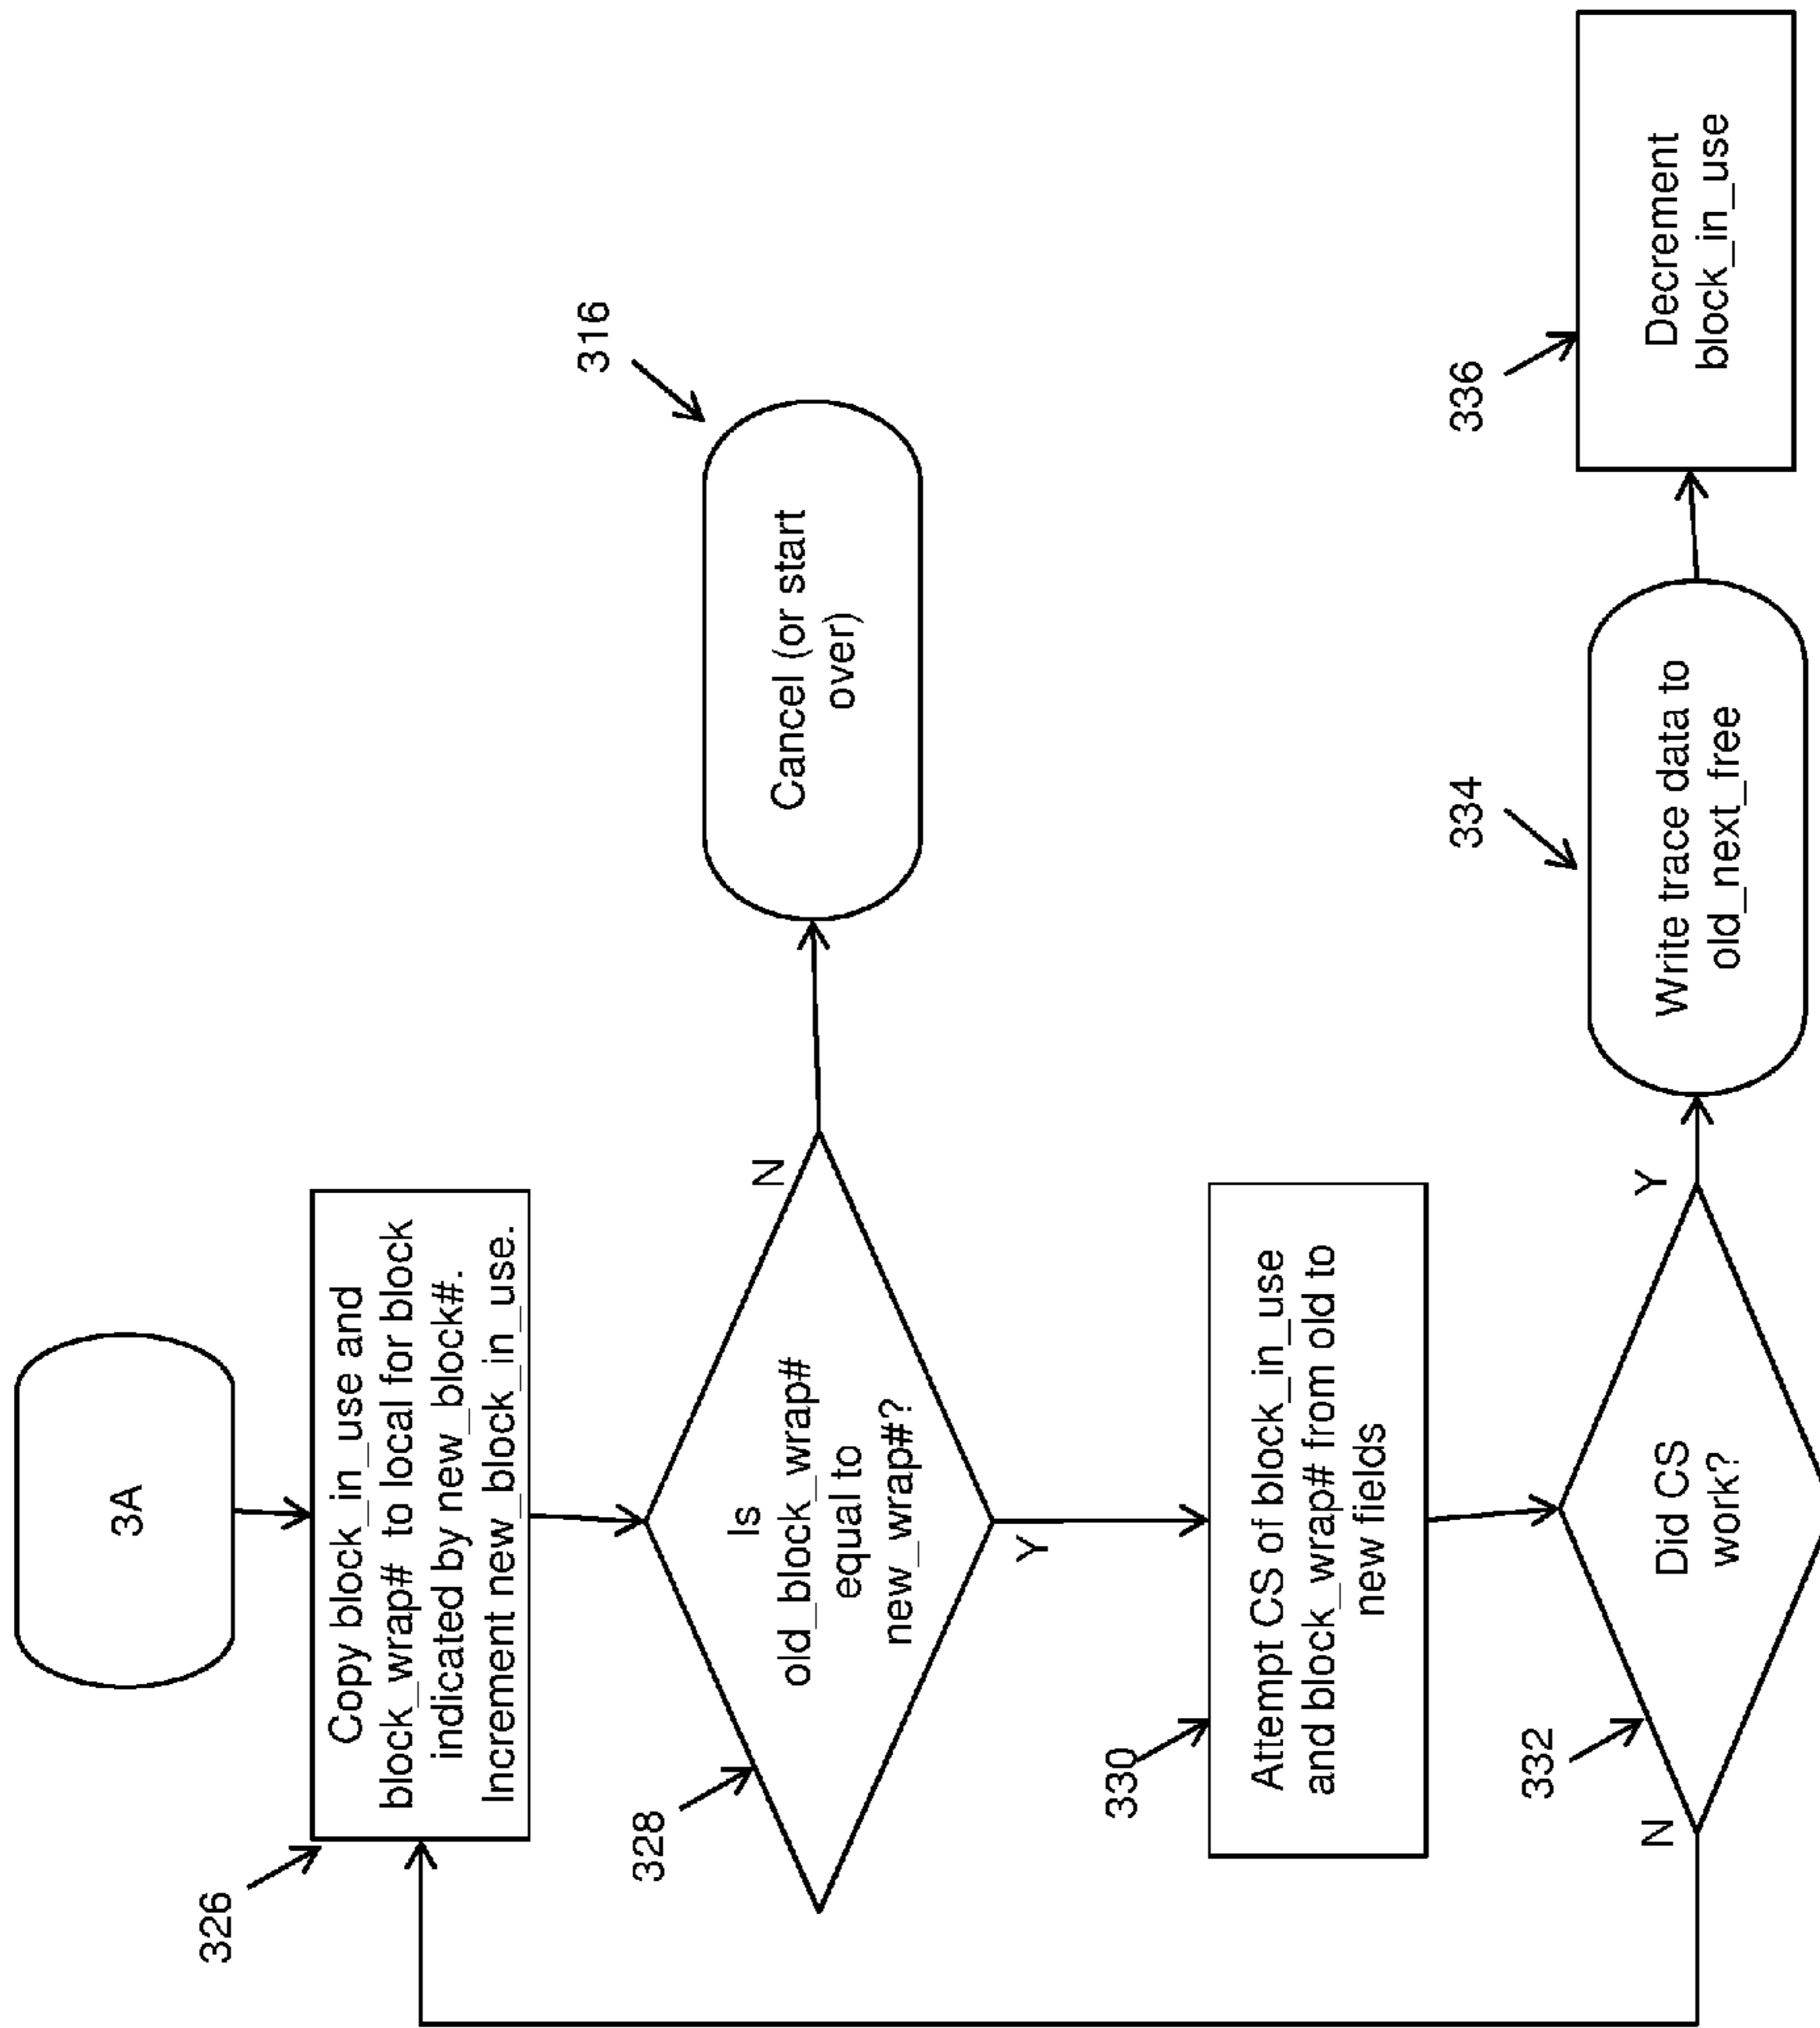 3A
326
Copy block_in_use and
block_wrap# to local for block
indicated by new_block#.
Increment new_block_in_use.
328
Is
old_block_wrap#
equal to
new_wrap#?
N
316
Cancel (or start
over)
Y
330
Attempt CS of block_in_use
and block_wrap# from old to
new fields
332
Did CS
work?
N
Y
334
Write trace data to
old_next_free
336
Decrement
block_in_use